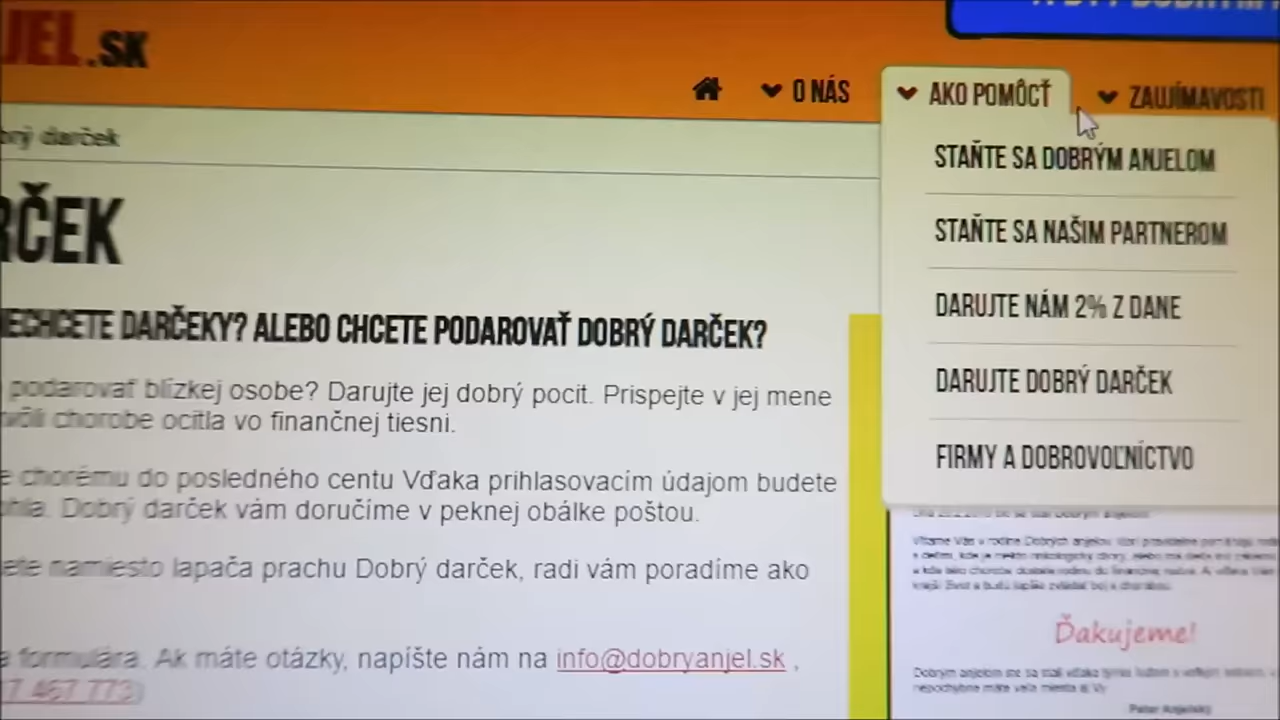 JEL.SK
O NÁS
AKO POMÔCŤ
ZAUJÍMAVOSTI
darček
STAŇTE SA DOBRÝM ANJELOM
STAŇTE SA NAŠIM PARTNEROM
DARUJTE NÁM 2% Z DANE
DARUJTE DOBRÝ DARČEK
FIRMY A DOBROVOĽNÍCTVO
RČEK
NECHCETE DARČEKY? ALEBO CHCETE PODAROVAŤ DOBRÝ DARČEK?
podarovať blízkej osobe? Darujte jej dobrý pocit. Prispejte v jej mene
chorobe ocitla vo finančnej tiesni.
chorému do posledného centu Vďaka prihlasovacím údajom budete
Dobrý darček vám doručíme v peknej obálke poštou.
namiesto lapača prachu Dobrý darček, radi vám poradíme ako
formulára. Ak máte otázky, napíšte nám na info@dobryanjel.sk ,
7 467 773)
Ďakujeme!